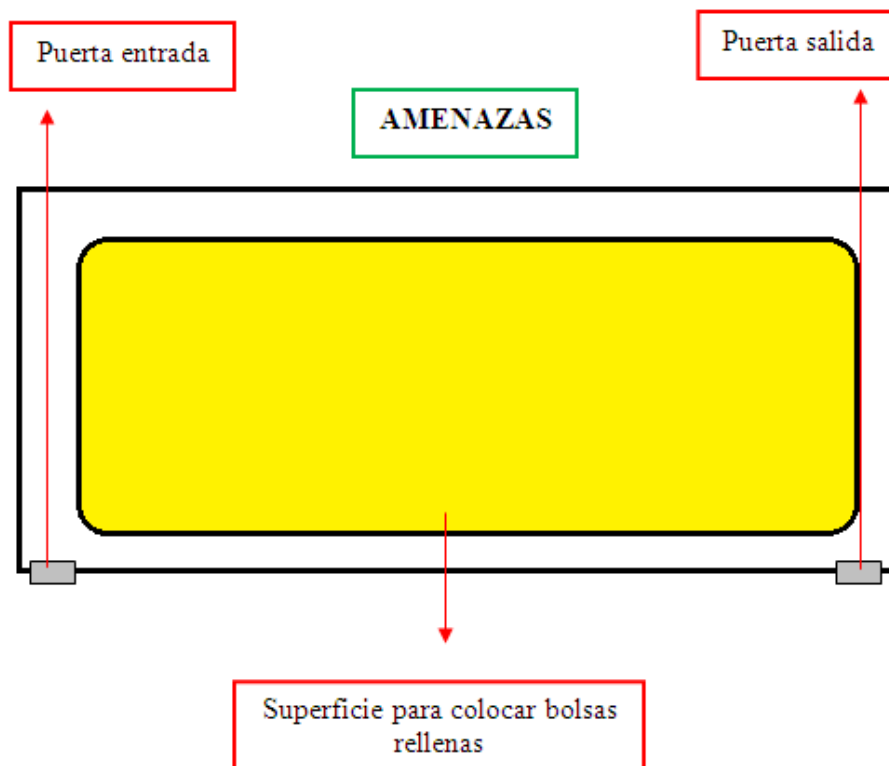 Puerta entrada
Puerta salida
AMENAZAS
Superficie para colocar bolsas
rellenas